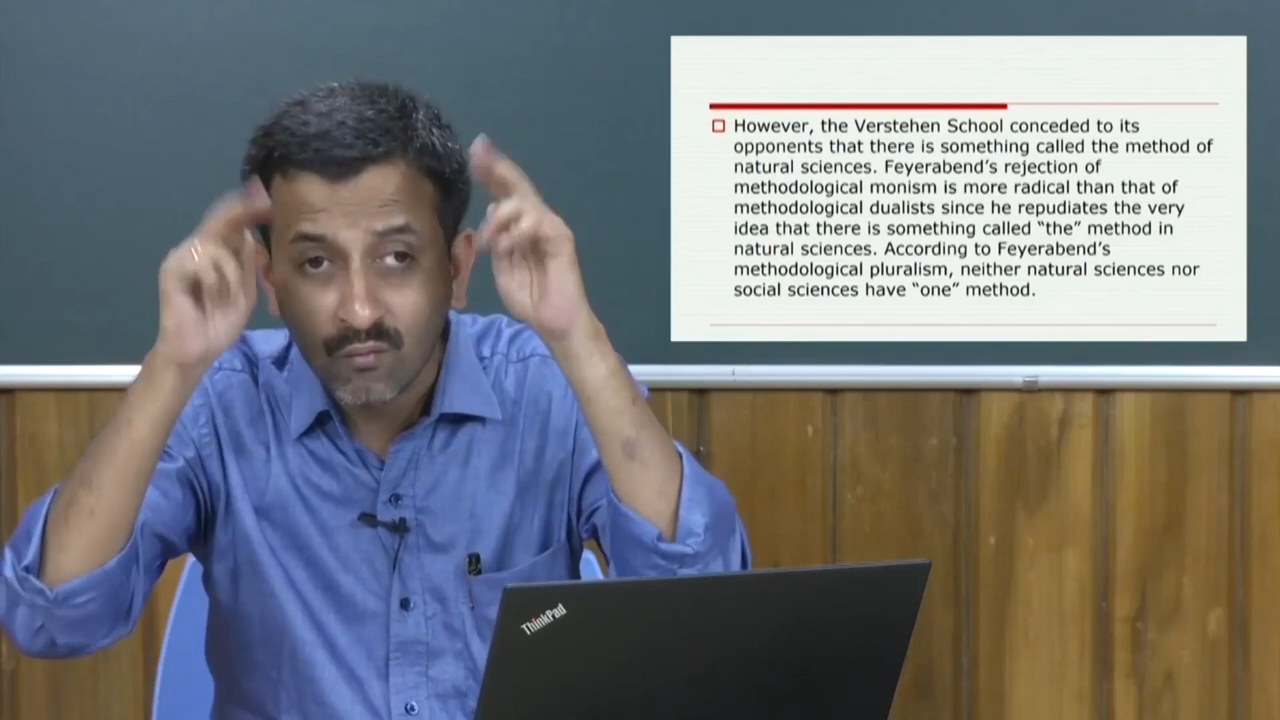 However, the Verstehen School conceded to its
opponents that there is something called the method of
natural sciences. Feyerabend’s rejection of
methodological monism is more radical than that of
methodological dualists since he repudiates the very
idea that there is something called “the” method in
natural sciences. According to Feyerabend’s
methodological pluralism, neither natural sciences nor
social sciences have “one” method.
ThinkPad